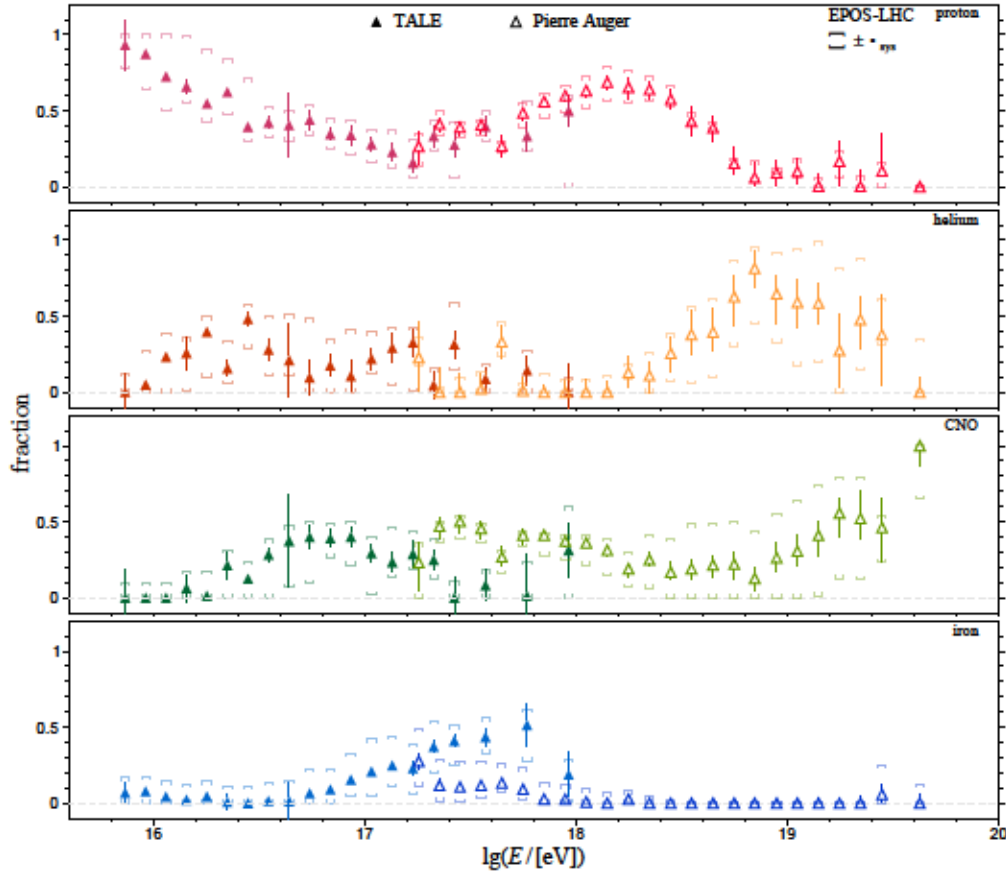 ▲ TALE △ Pierre Auger EPOS-LHC proton
± sys
1
0.5
0
helium
1
0.5
0
CNO
1
0.5
0
iron
1
0.5
0
fraction
16 17 18 19 20
lg(E/[eV])